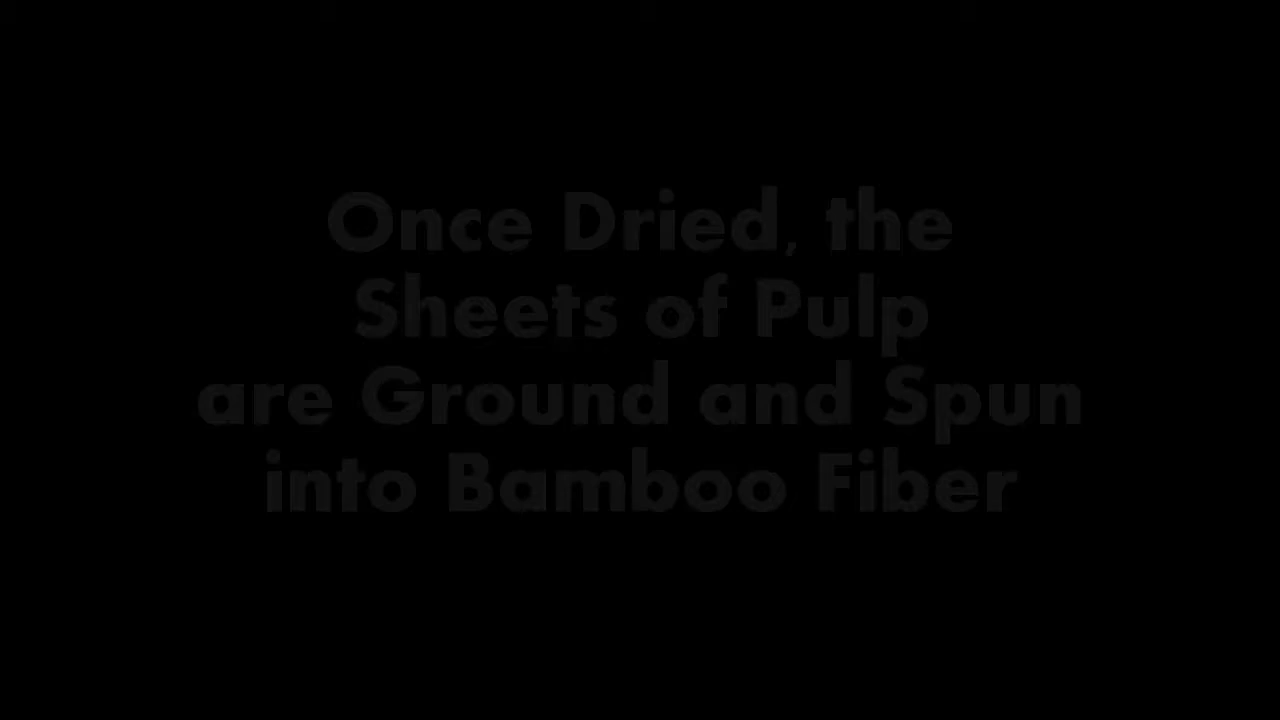 Once Dried, the
Sheets of Pulp
are Ground and Spun
into Bamboo Fiber